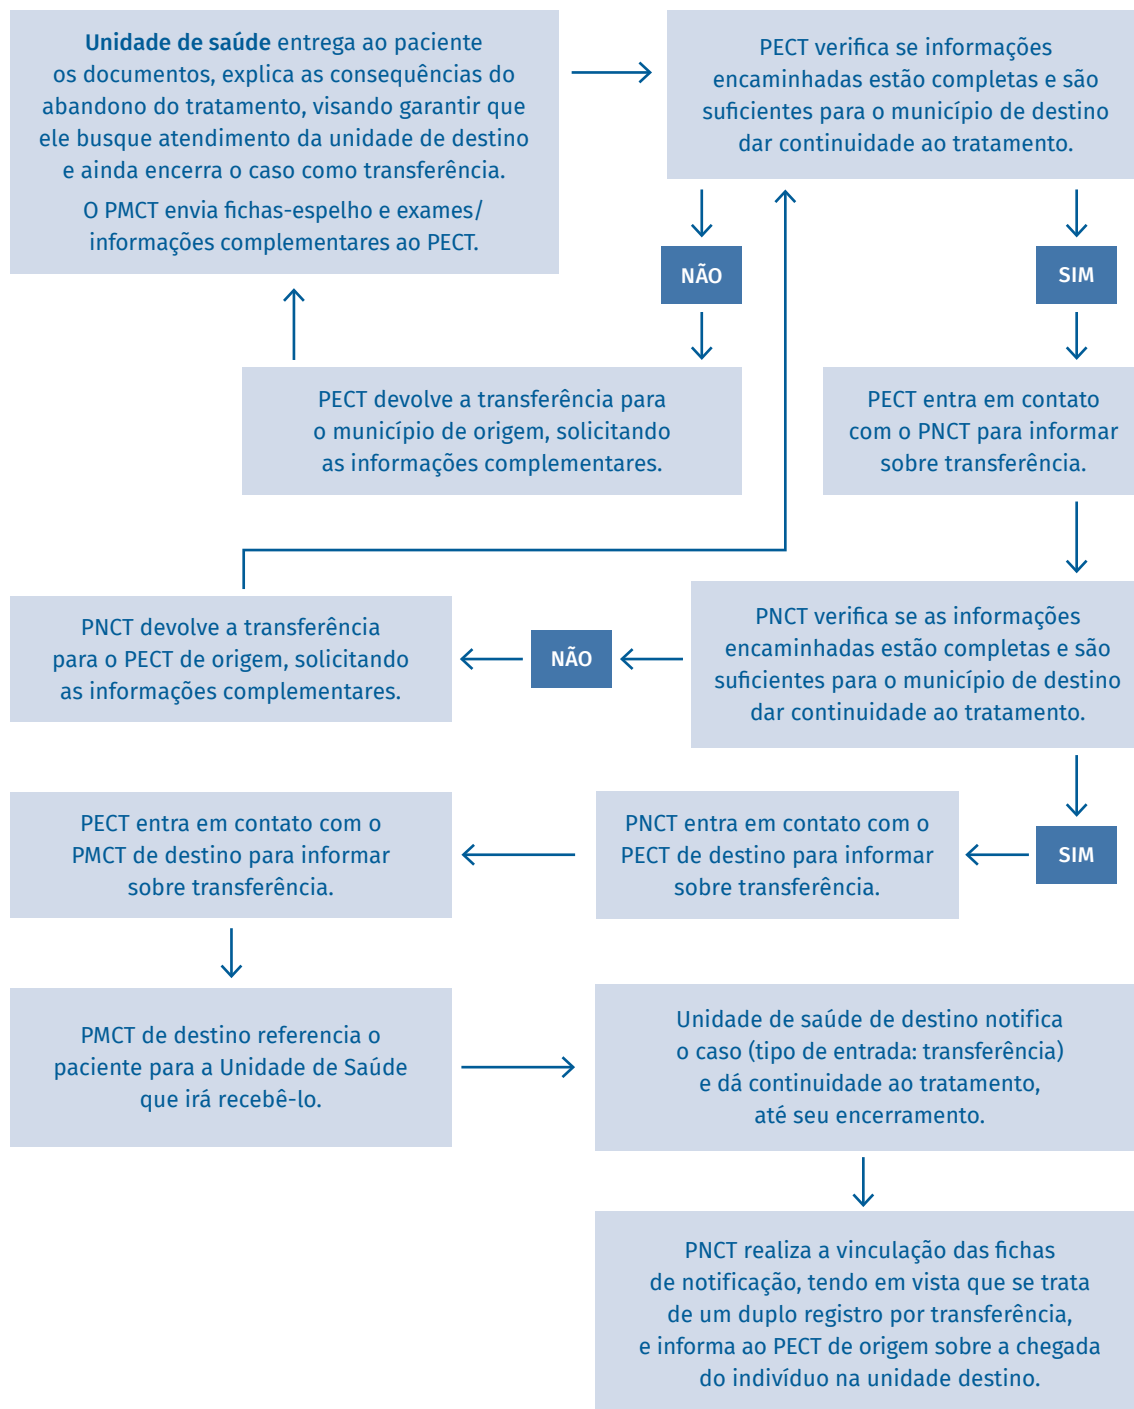 Unidade de saúde entrega ao paciente
os documentos, explica as consequências do
abandono do tratamento, visando garantir que
ele busque atendimento da unidade de destino
e ainda encerra o caso como transferência.
O PMCT envia fichas-espelho e exames/
informações complementares ao PECT.
PECT verifica se informações
encaminhadas estão completas e são
suficientes para o município de destino
dar continuidade ao tratamento.
NÃO
SIM
PECT devolve a transferência para
o município de origem, solicitando
as informações complementares.
PECT entra em contato
com o PNCT para informar
sobre transferência.
PNCT verifica se as informações
encaminhadas estão completas e são
suficientes para o município de destino
dar continuidade ao tratamento.
NÃO
PNCT devolve a transferência
para o PECT de origem, solicitando
as informações complementares.
SIM
PNCT entra em contato com o
PECT de destino para informar
sobre transferência.
PECT entra em contato com o
PMCT de destino para informar
sobre transferência.
PMCT de destino referencia o
paciente para a Unidade de Saúde
que irá recebê-lo.
Unidade de saúde de destino notifica
o caso (tipo de entrada: transferência)
e dá continuidade ao tratamento,
até seu encerramento.
PNCT realiza a vinculação das fichas
de notificação, tendo em vista que se trata
de um duplo registro por transferência,
e informa ao PECT de origem sobre a chegada
do indivíduo na unidade destino.